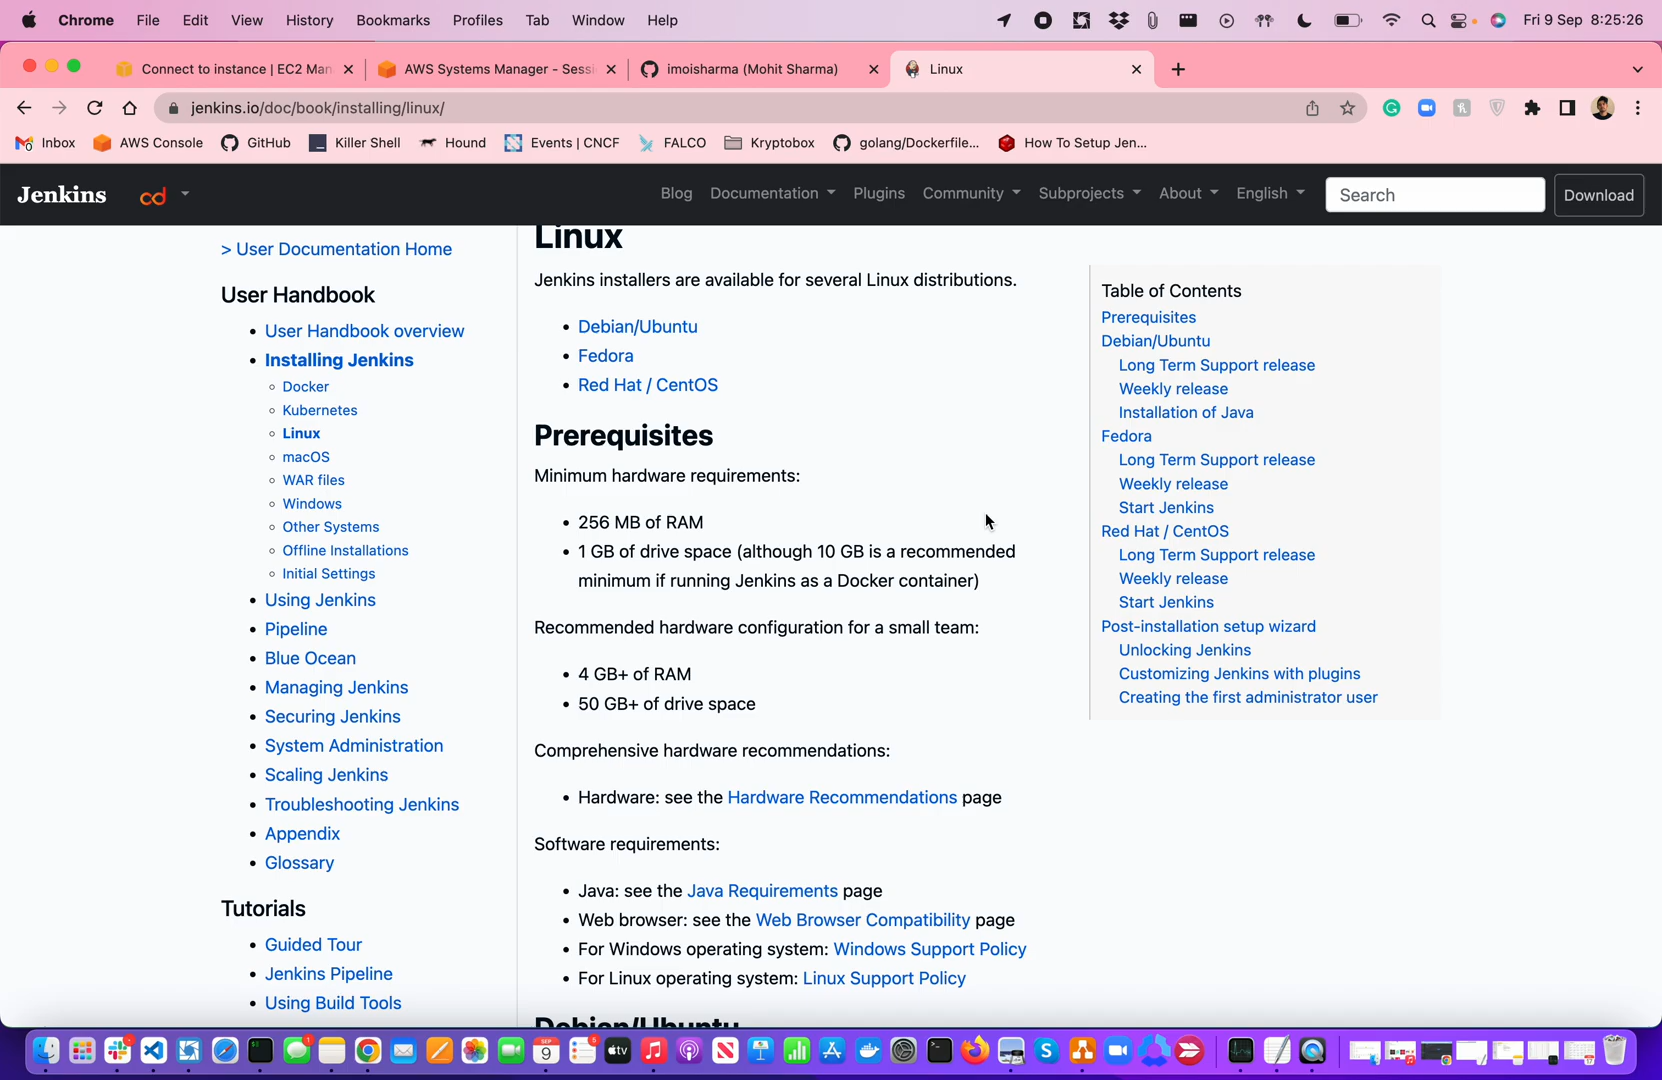 Chrome File Edit View History Bookmarks Profiles Tab Window Help Fri 9 Sep 8:25:26
Connect to instance | EC2 Man AWS Systems Manager - Sessi imoisharma (Mohit Sharma) Linux
jenkins.io/doc/book/installing/linux/
Inbox AWS Console GitHub Killer Shell Hound Events | CNCF FALCO Kryptobox golang/Dockerfile... How To Setup Jen...
Jenkins cd Blog Documentation Plugins Community Subprojects About English Search Download
> User Documentation Home
User Handbook
• User Handbook overview
• Installing Jenkins
◦ Docker
◦ Kubernetes
◦ Linux
◦ macOS
◦ WAR files
◦ Windows
◦ Other Systems
◦ Offline Installations
◦ Initial Settings
• Using Jenkins
• Pipeline
• Blue Ocean
• Managing Jenkins
• Securing Jenkins
• System Administration
• Scaling Jenkins
• Troubleshooting Jenkins
• Appendix
• Glossary
Tutorials
• Guided Tour
• Jenkins Pipeline
• Using Build Tools
Linux
Jenkins installers are available for several Linux distributions.
• Debian/Ubuntu
• Fedora
• Red Hat / CentOS
Prerequisites
Minimum hardware requirements:
• 256 MB of RAM
• 1 GB of drive space (although 10 GB is a recommended
minimum if running Jenkins as a Docker container)
Recommended hardware configuration for a small team:
• 4 GB+ of RAM
• 50 GB+ of drive space
Comprehensive hardware recommendations:
• Hardware: see the Hardware Recommendations page
Software requirements:
• Java: see the Java Requirements page
• Web browser: see the Web Browser Compatibility page
• For Windows operating system: Windows Support Policy
• For Linux operating system: Linux Support Policy
Debian/Ubuntu
Table of Contents
Prerequisites
Debian/Ubuntu
Long Term Support release
Weekly release
Installation of Java
Fedora
Long Term Support release
Weekly release
Start Jenkins
Red Hat / CentOS
Long Term Support release
Weekly release
Start Jenkins
Post-installation setup wizard
Unlocking Jenkins
Customizing Jenkins with plugins
Creating the first administrator user
9
tv